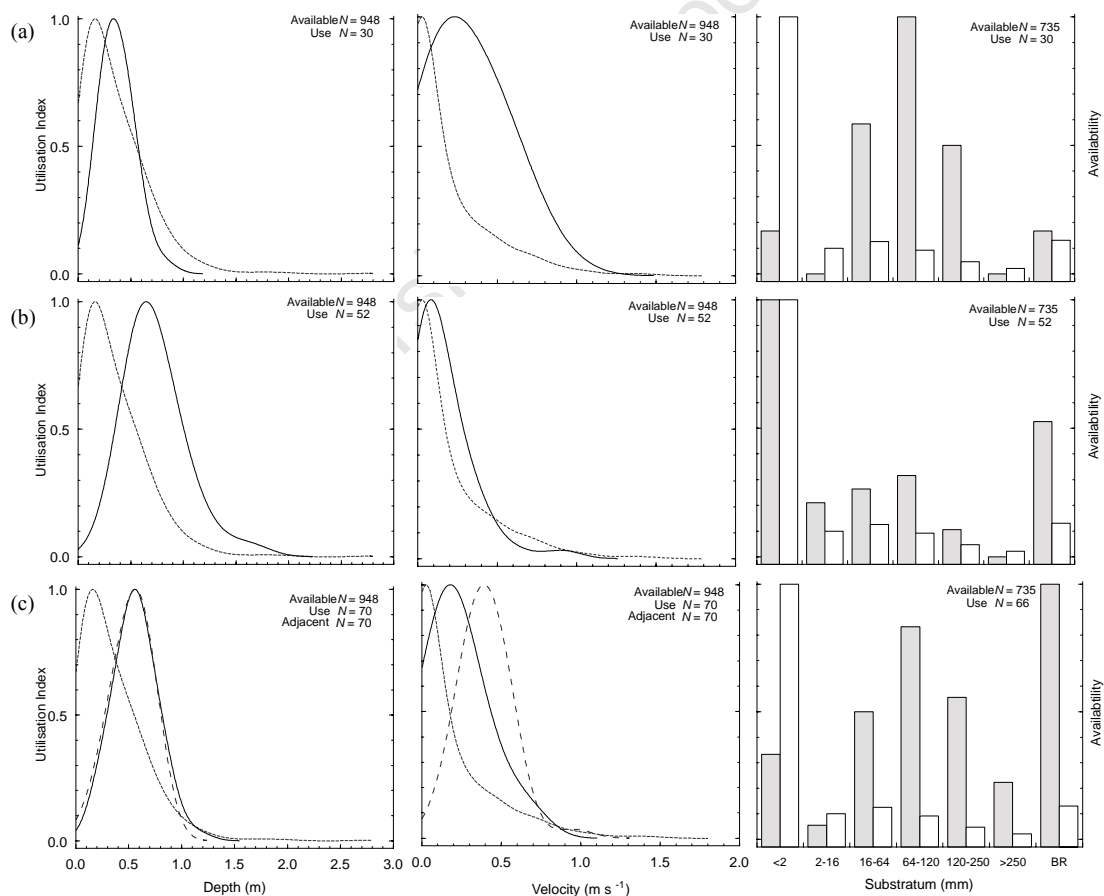 (a)
1.0
0.5
0.0
Utilisation Index
Available N = 948
Use N = 30
Available N = 948
Use N = 30
Available N = 735
Use N = 30
Availabtility
(b)
1.0
0.5
0.0
Utilisation Index
Available N = 948
Use N = 52
Available N = 948
Use N = 52
Available N = 735
Use N = 52
Availabtility
(c)
1.0
0.5
0.0
Utilisation Index
Available N = 948
Use N = 70
Adjacent N = 70
Available N = 948
Use N = 70
Adjacent N = 70
Available N = 735
Use N = 66
Availabtility
0.0 0.5 1.0 1.5 2.0 2.5 3.0
Depth (m)
0.0 0.5 1.0 1.5 2.0
Velocity (m s -1)
<2 2-16 16-64 64-120 120-250 >250 BR
Substratum (mm)